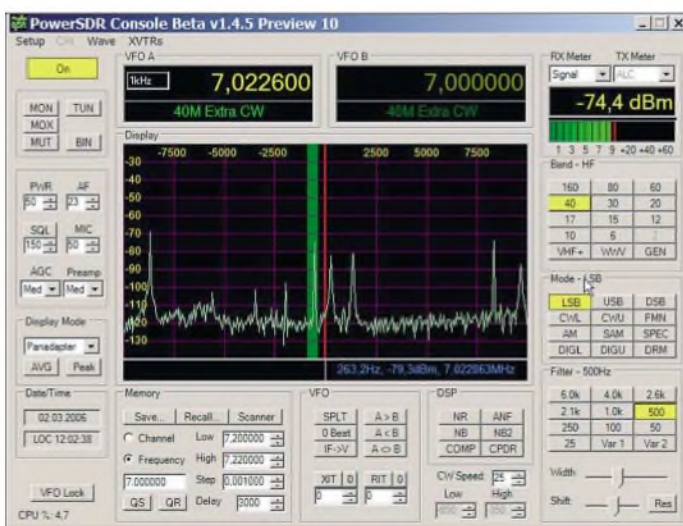 PowerSDR Console Beta v1.4.5 Preview 10
Setup Wave XVTRs
On
MON TUN
MOX
MUT BIN
PWR AF
50 23
SQL MIC
150
AGC Preamp
Med Med
Display Mode
Panadapter
AVG Peak
Date/Time
02 03 2006
LOC 12:02:38
VFO Lock
CPU %: 4,7
VFO A
1kHz 7,022600
40M Extra CW
VFO B
7,000000
40M Extra CW
Display
-7500 -5000 -2500 2500 5000 7500
-30
-40
-50
-60
-70
-80
-90
-100
-110
-120
-130
263,2Hz, -79,3dBm, 7.022863MHz
Memory
Save... Recall... Scanner
Channel Low 7,200000
Frequency High 7,220000
7.000000 Step 0,001000
QS QR Delay 3000
VFO
SPLT A > B
0 Beat A < B
IF->V A <> B
XIT 0 RIT 0
0 0
DSP
NR ANF
NB NB2
COMP CPDR
CW Speed: 25
Low High
RX Meter TX Meter
Signal ALC
-74,4 dBm
1 3 5 7 9 +20 +40 +60
Band - HF
160 80 60
40 30 20
17 15 12
10 6
VHF+ WWV GEN
Mode - LSB
LSB USB DSB
CWL CWU FMN
AM SAM SPEC
DIGL DIGU DRM
Filter - 500Hz
6.0k 4.0k 2.6k
2.1k 1.0k 500
250 100 50
25 Var 1 Var 2
Width
Shift Res